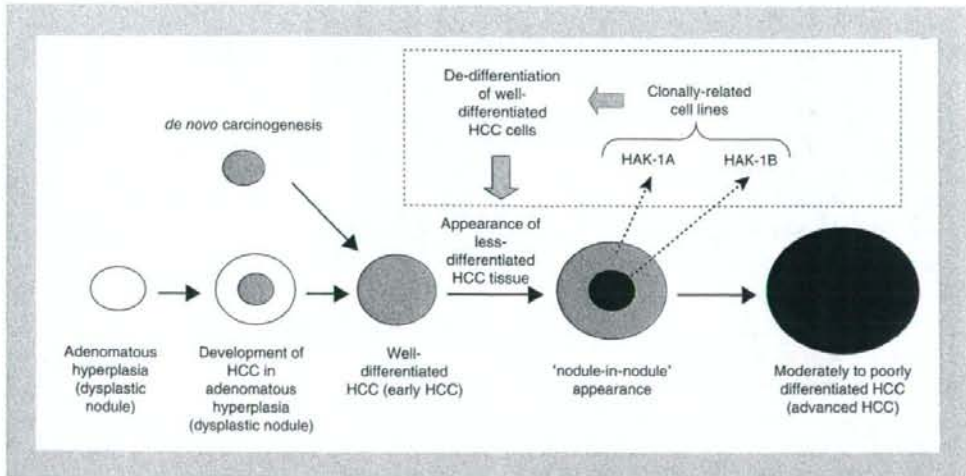 De-differentiation
of well-
differentiated
HCC cells
Clonally-related
cell lines
de novo carcinogenesis
HAK-1A
HAK-1B
Appearance of
less-
differentiated
HCC tissue
Adenomatous
hyperplasia
(dysplastic
nodule)
Development of
HCC in
adenomatous
hyperplasia
(dysplastic nodule)
Well-
differentiated
HCC (early HCC)
'nodule-in-nodule'
appearance
Moderately to poorly
differentiated HCC
(advanced HCC)